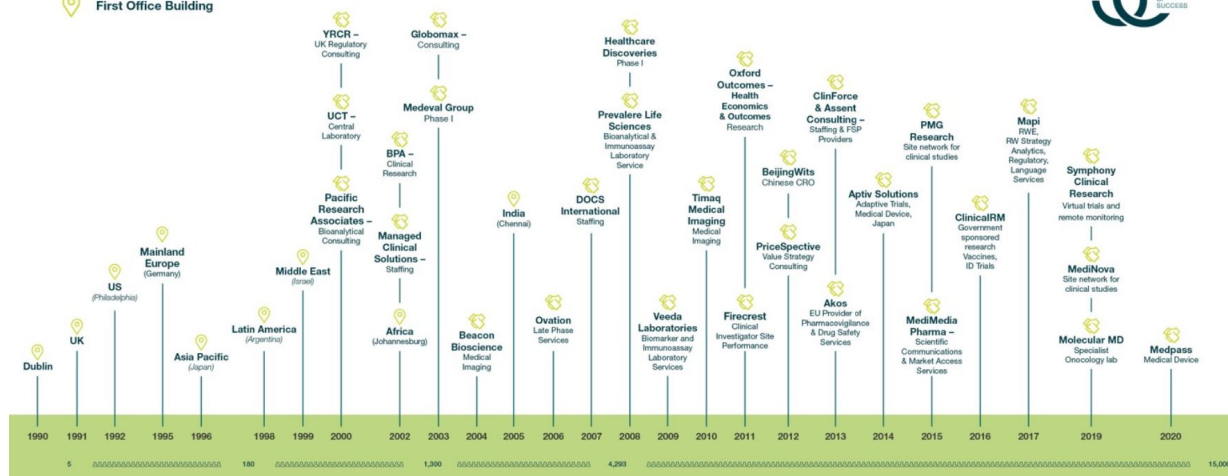 First Office Building
SUCCESS
Dublin
UK
US
(Philadelphia)
Mainland
Europe
(Germany)
Asia Pacific
(Japan)
Latin America
(Argentina)
Middle East
(Israel)
YRCR –
UK Regulatory
Consulting
UCT –
Central
Laboratory
Pacific
Research
Associates –
Bioanalytical
Consulting
BPA –
Clinical
Research
Managed
Clinical
Solutions –
Staffing
Africa
(Johannesburg)
Globomax –
Consulting
Medeval Group
Phase I
Beacon
Bioscience
Medical
Imaging
India
(Chennai)
Ovation
Late Phase
Services
DOCS
International
Staffing
Healthcare
Discoveries
Phase I
Prevalere Life
Sciences
Bioanalytical &
Immunoassay
Laboratory
Service
Veeda
Laboratories
Biomarker and
Immunoassay
Laboratory
Services
Timaq
Medical
Imaging
Medical
Imaging
Oxford
Outcomes –
Health
Economics
& Outcomes
Research
Firecrest
Clinical
Investigator Site
Performance
BeijingWits
Chinese CRO
PriceSpective
Value Strategy
Consulting
ClinForce
& Assent
Consulting –
Staffing & FSP
Providers
Akos
EU Provider of
Pharmacovigilance
& Drug Safety
Services
Aptiv Solutions
Adaptive Trials,
Medical Device,
Japan
PMG
Research
Site network for
clinical studies
MediMedia
Pharma –
Scientific
Communications
& Market Access
Services
ClinicalRM
Government
sponsored
research
Vaccines,
ID Trials
Mapi
RWE,
RW Strategy
Analytics,
Regulatory,
Language
Services
Symphony
Clinical
Research
Virtual trials and
remote monitoring
MediNova
Site network for
clinical studies
Molecular MD
Specialist
Onocology lab
Medpass
Medical Device
1990 1991 1992 1995 1996 1998 1999 2000 2002 2003 2004 2005 2006 2007 2008 2009 2010 2011 2012 2013 2014 2015 2016 2017 2019 2020
5 180 1,300 4,293 15,000